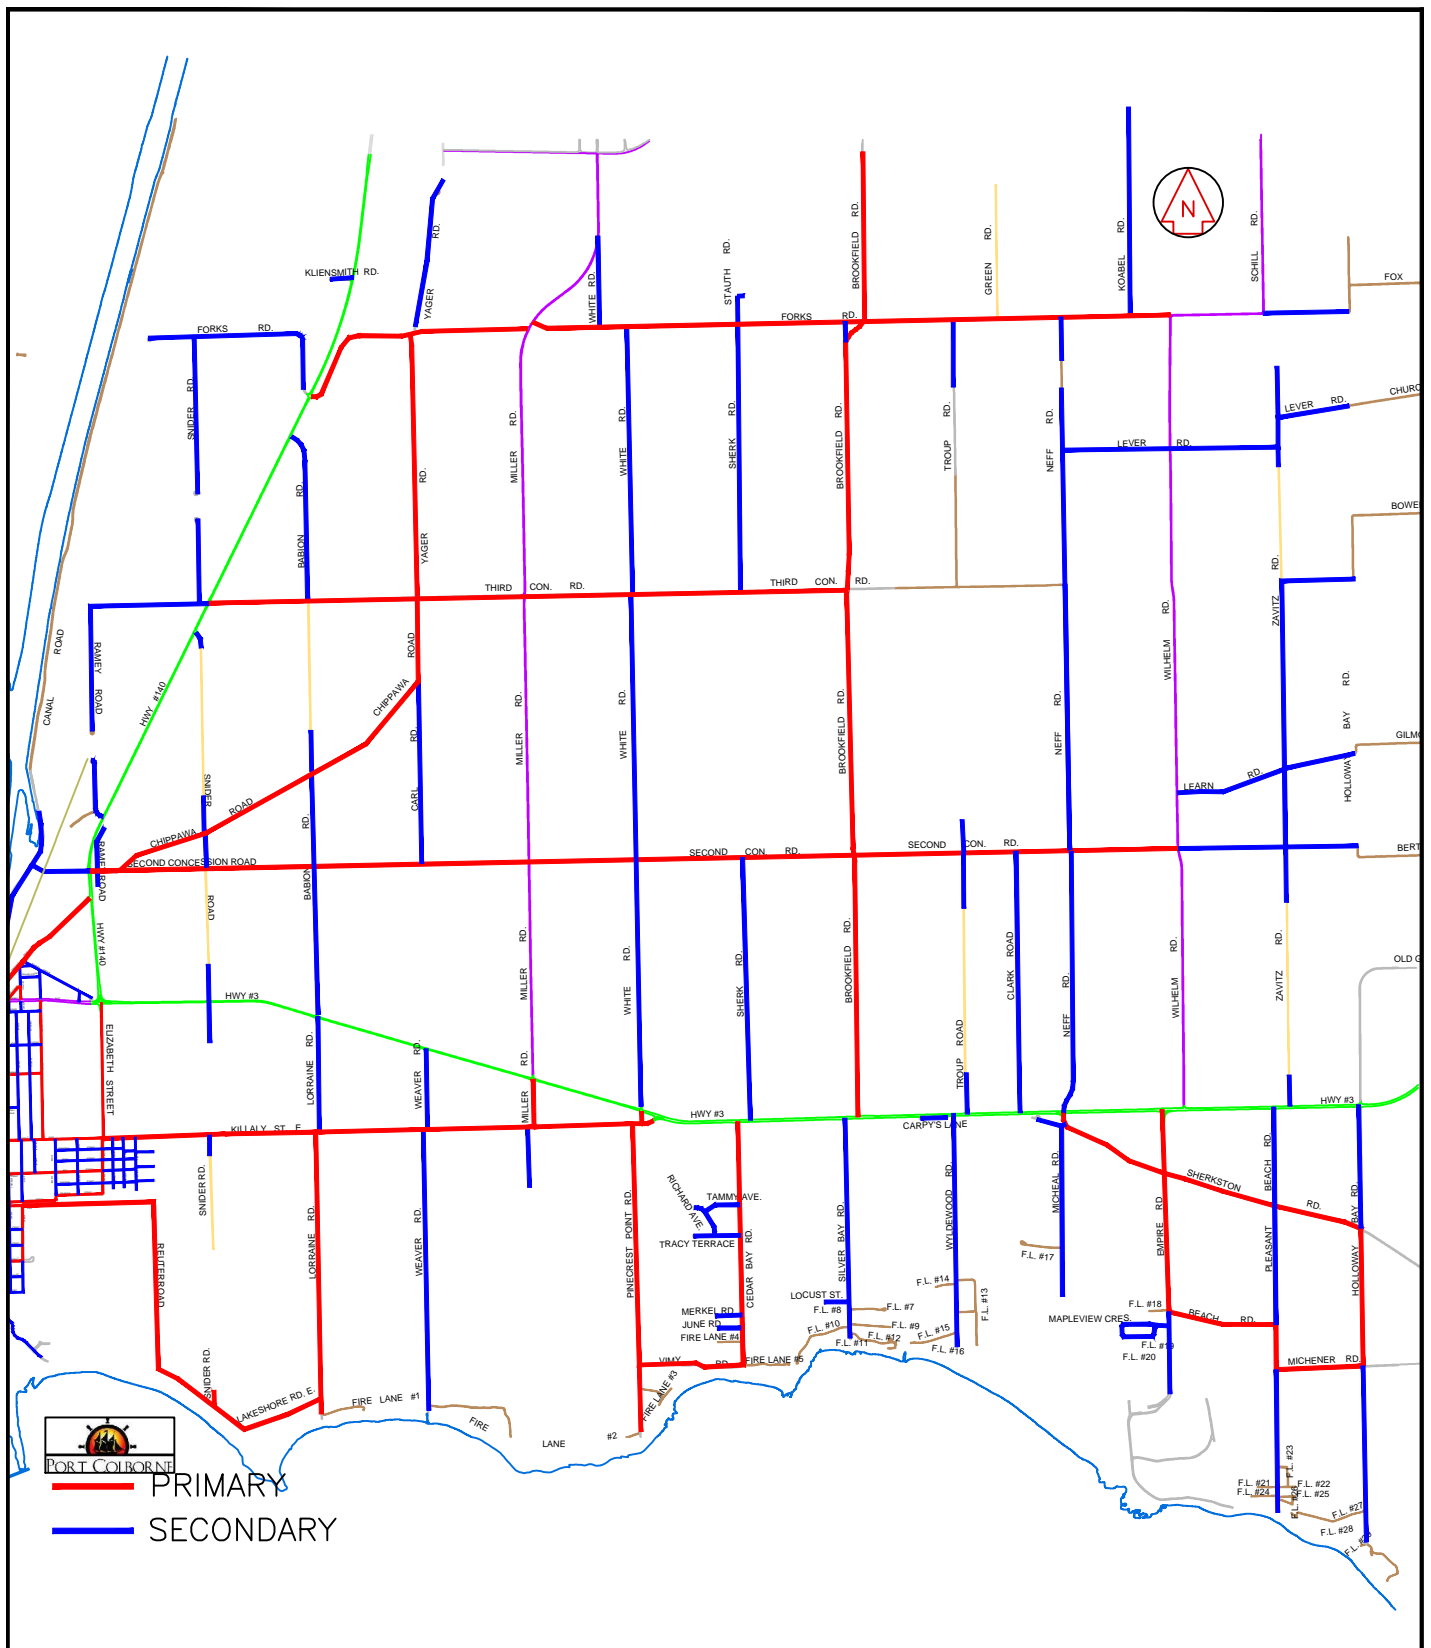 N
KLIENSMITH RD.
YAGER RD.
WHITE RD.
STAUTH RD.
BROOKFIELD RD.
GREEN RD.
KOABEL RD.
SCHILL RD.
FOX
FORKS RD.
FORKS RD.
SNIDER RD.
BABION RD.
YAGER RD.
MILLER RD.
WHITE RD.
SHERK RD.
BROOKFIELD RD.
TROUP RD.
NEFF RD.
LEVER RD.
LEVER RD.
CHURC
BOWE
THIRD CON. RD.
THIRD CON. RD.
CANAL ROAD
RAMEY ROAD
HWY #140
CHIPPAWA ROAD
MILLER RD.
WHITE RD.
BROOKFIELD RD.
NEFF RD.
WILHELM RD.
ZAVITZ RD.
HOLLOWA BAY RD.
GILM
LEARN RD.
SNIDER ROAD
CHIPPAWA ROAD
CARL RD.
BABION RD.
SECOND CONCESSION ROAD
SECOND CON. RD.
SECOND CON. RD.
BERT
HWY #140
HWY #3
MILLER RD.
WHITE RD.
SHERK RD.
BROOKFIELD RD.
CLARK ROAD
TROUP ROAD
NEFF RD.
WILHELM RD.
ZAVITZ RD.
OLD G
ELIZABETH STREET
LORRAINE RD.
WEAVER RD.
MILLER RD.
HWY #3
HWY #3
KILLALY ST E
CARPY'S LANE
SNIDER RD.
LORRAINE RD.
WEAVER RD.
PINECREST POINT RD.
RICHARD AVE.
TAMMY AVE.
TRACY TERRACE
CEDAR BAY RD.
SILVER BAY RD.
WYLDEWOOD RD.
MICHEAL RD.
EMPIRE RD.
SHERKSTON RD.
PLEASANT BEACH RD.
HOLLOWAY BAY RD.
REUTERROAD
F.L. #17
F.L. #14
F.L. #13
LOCUST ST.
MERKEL RD.
JUNE RD
FIRE LANE #4
F.L. #8
F.L. #7
F.L. #10
F.L. #9
F.L. #12
F.L. #11
F.L. #15
F.L. #16
F.L. #18
MAPLEVIEW CRES.
BEACH RD.
F.L. #19
F.L. #20
MICHENER RD.
VIMY RD.
FIRE LANE #5
SNIDER RD.
LAKESHORE RD. E.
FIRE LANE #1
FIRE LANE #2
FIRE LANE #3
F.L. #23
F.L. #21
F.L. #22
F.L. #24
F.L. #25
F.L. #27
F.L. #28
PORT COLBORNE
PRIMARY
SECONDARY